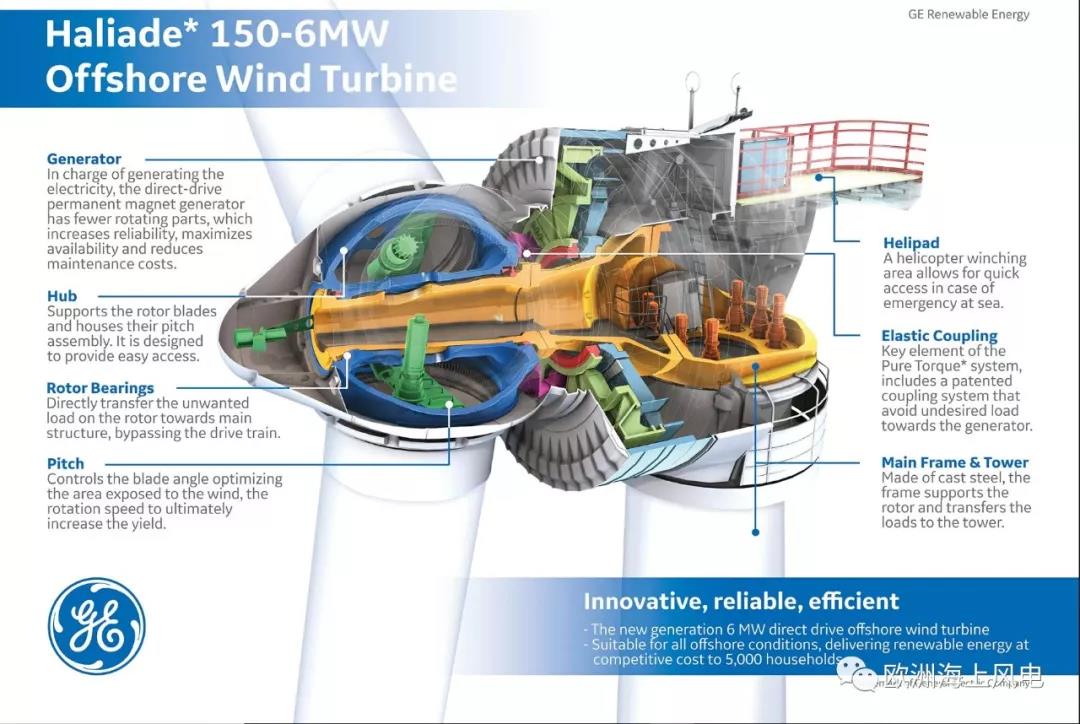 GE Renewable Energy
Haliade* 150-6MW
Offshore Wind Turbine
Generator
In charge of generating the
electricity, the direct-drive
permanent magnet generator
has fewer rotating parts, which
increases reliability, maximizes
availability and reduces
maintenance costs.
Hub
Supports the rotor blades
and houses their pitch
assembly. It is designed
to provide easy access.
Rotor Bearings
Directly transfer the unwanted
load on the rotor towards main
structure, bypassing the drive train.
Pitch
Controls the blade angle optimizing
the area exposed to the wind, the
rotation speed to ultimately
increase the yield.
Helipad
A helicopter winching
area allows for quick
access in case of
emergency at sea.
Elastic Coupling
Key element of the
Pure Torque* system,
includes a patented
coupling system that
avoid undesired load
towards the generator.
Main Frame & Tower
Made of cast steel, the
frame supports the
rotor and transfers the
loads to the tower.
GE
Innovative, reliable, efficient
- The new generation 6 MW direct drive offshore wind turbine
- Suitable for all offshore conditions, delivering renewable energy at
competitive cost to 5,000 households
欧洲海上风电